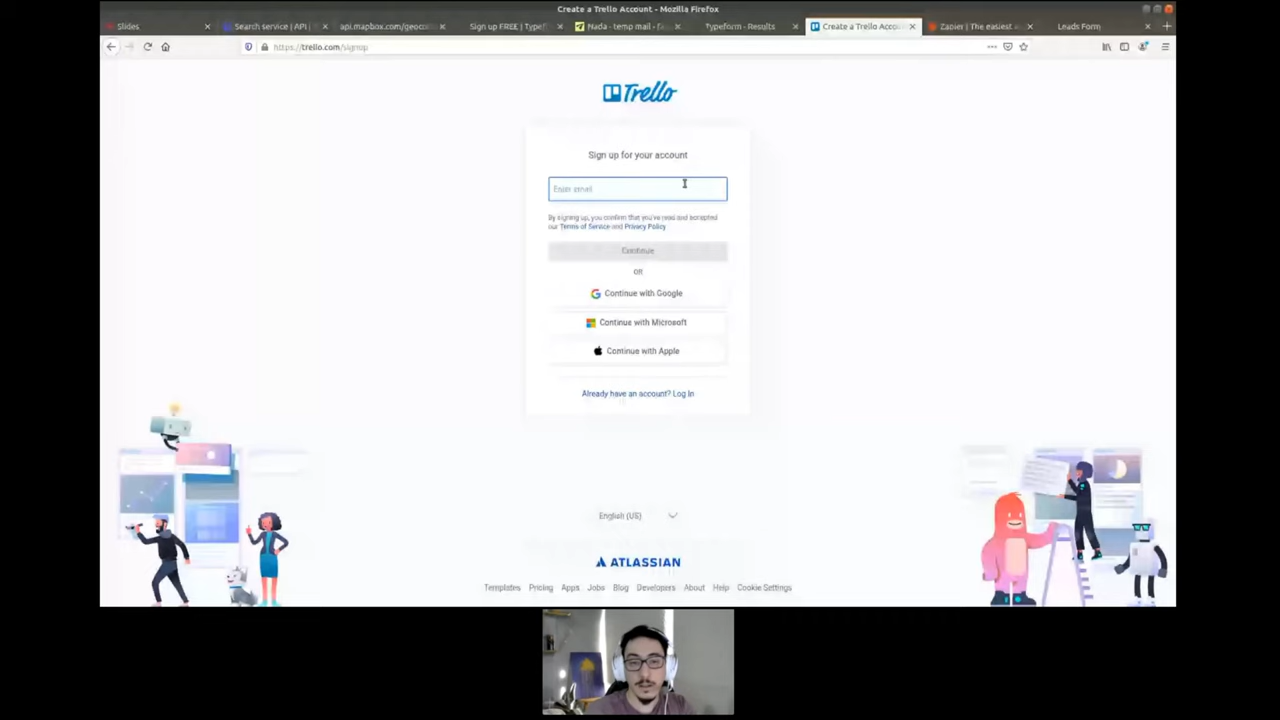 Create a Trello Account - Mozilla Firefox
Slides
Search service | API |
api.mapbox.com/geoco
Sign up FREE | Typef
Nada - temp mail - f
Typeform - Results
Create a Trello Accou
Zapier | The easiest
Leads Form
https://trello.com/signup
Trello
Sign up for your account
Enter email
By signing up, you confirm that you've read and accepted
our Terms of Service and Privacy Policy
Continue
OR
Continue with Google
Continue with Microsoft
Continue with Apple
Already have an account? Log In
English (US)
ATLASSIAN
Templates Pricing Apps Jobs Blog Developers About Help Cookie Settings